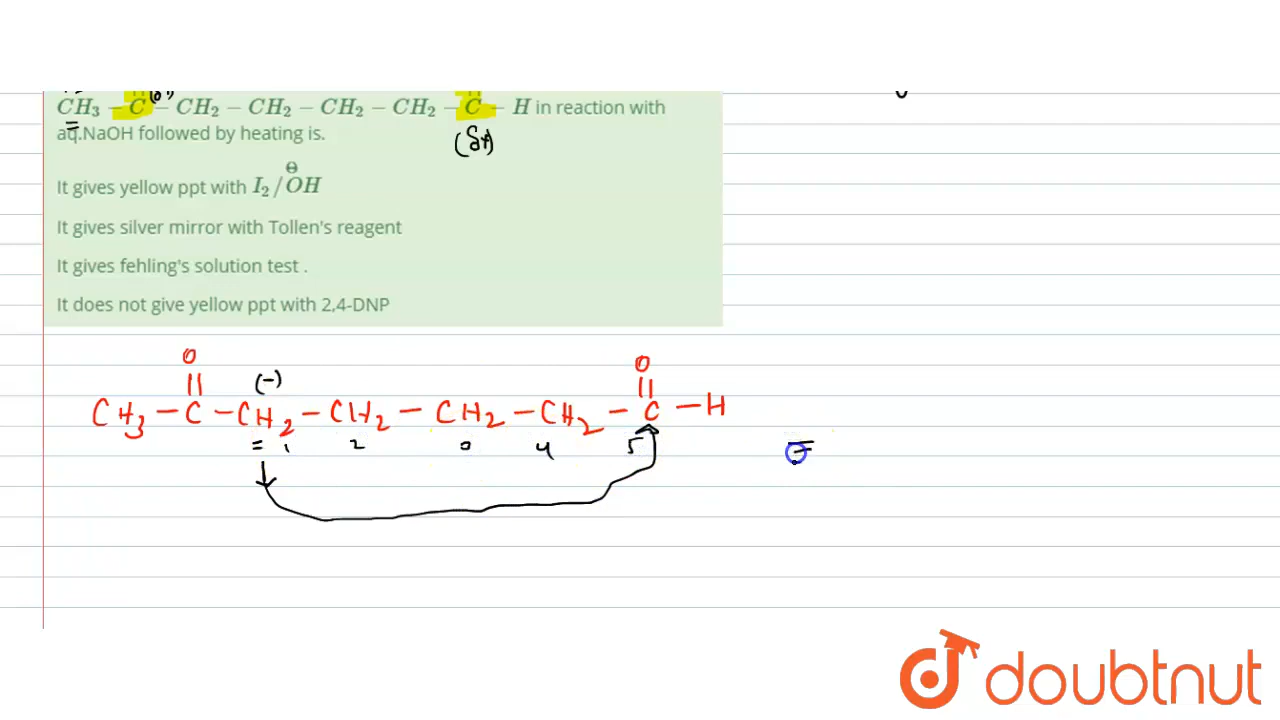 CH3 − C − CH2 − CH2 − CH2 − CH2 − C − H in reaction with
aq.NaOH followed by heating is.
(δ+)
It gives yellow ppt with I2/OH
It gives silver mirror with Tollen's reagent
It gives fehling's solution test .
It does not give yellow ppt with 2,4-DNP
O (-) O
CH3 − C − CH2 − CH2 − CH2 − CH2 − C − H
1 2 4 5
doubtnut